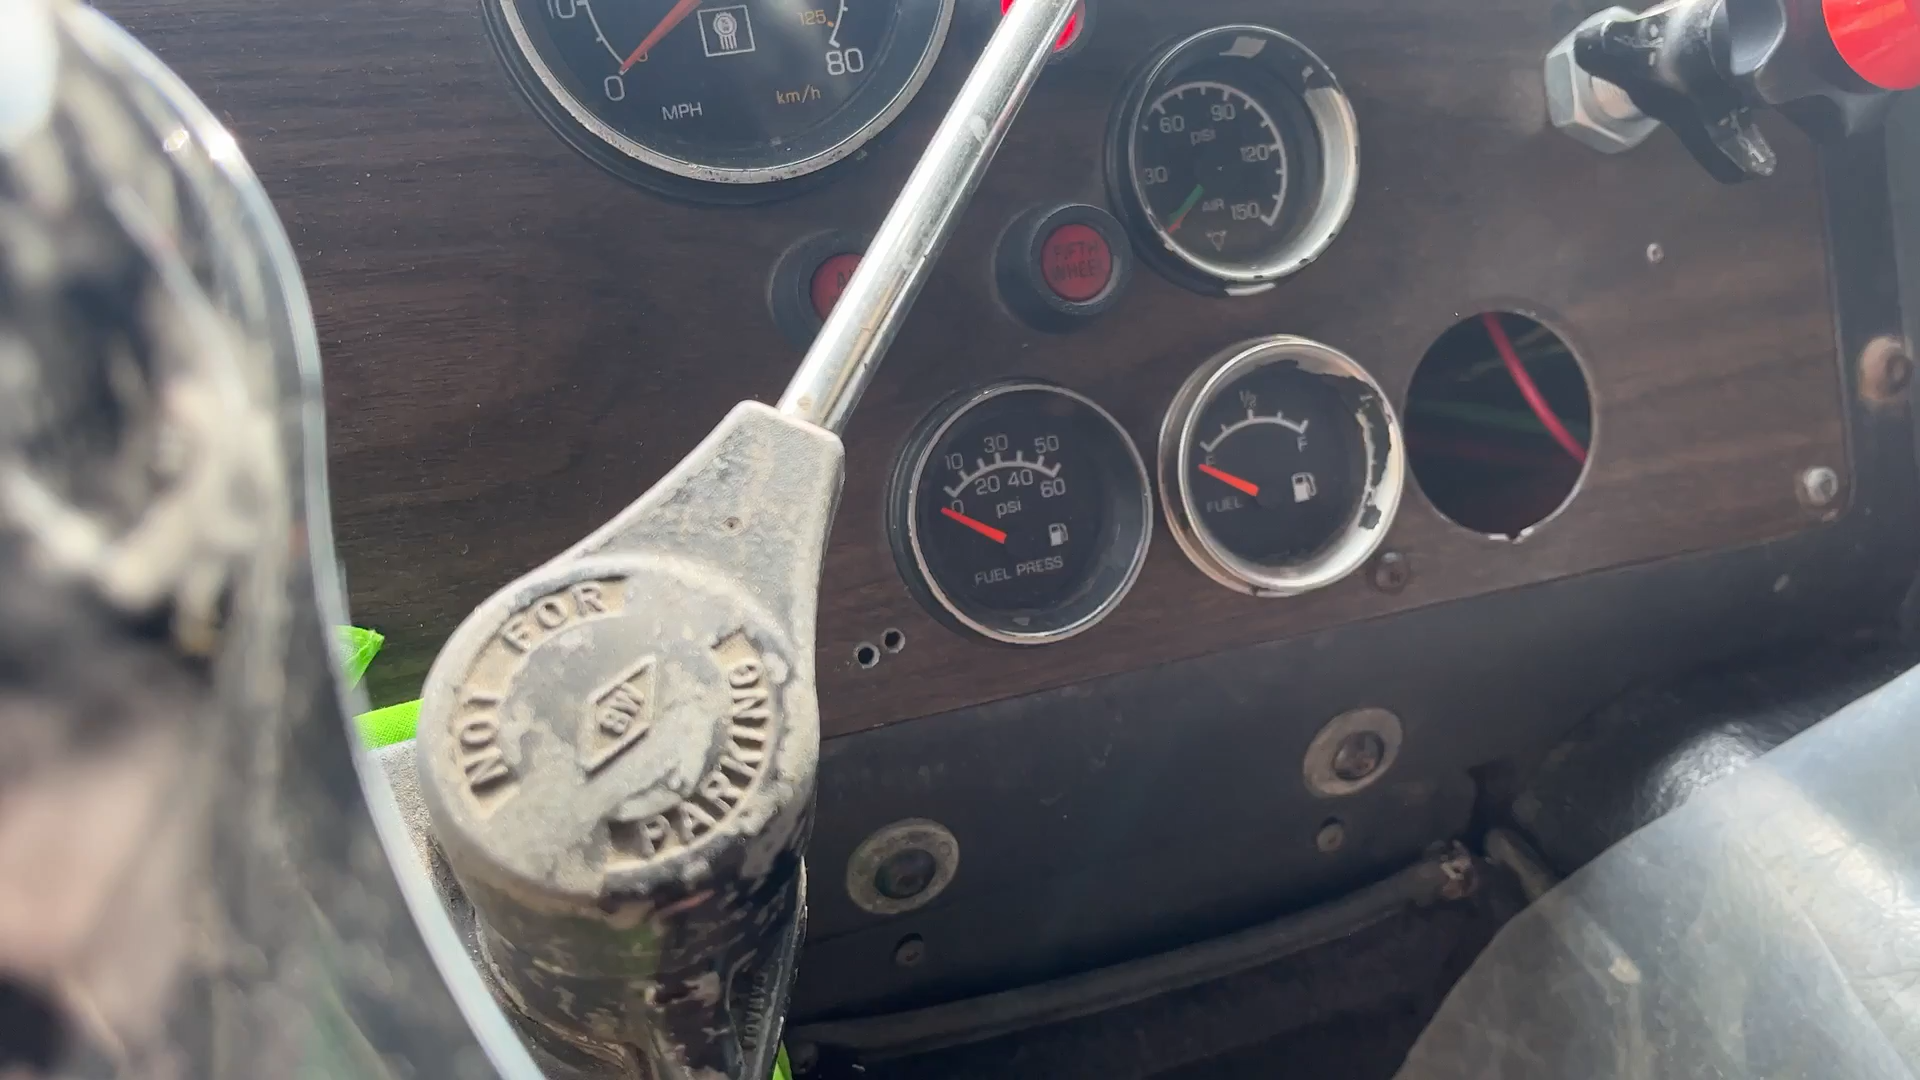 10
125
0
80
MPH
km/h
60
90
psi
30
120
AIR
150
FIFTH
WHEEL
1/2
E
F
FUEL
10
30
50
20
40
0
60
psi
FUEL PRESS
NOT FOR
PARKING
BW